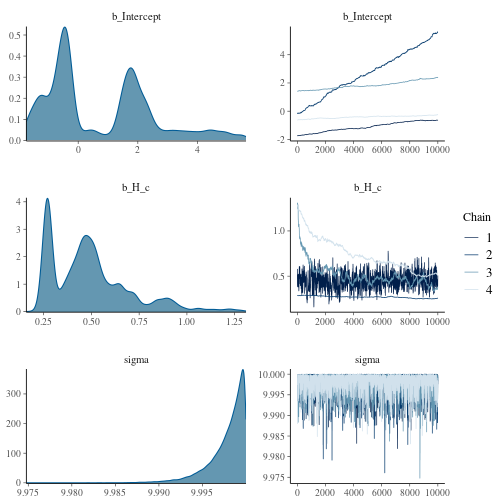 b_Intercept
b_Intercept
0.5
0.4
0.3
0.2
0.1
0.0
0 2 4
4
2
0
-2
0 2000 4000 6000 8000 10000
b_H_c
b_H_c
4
3
2
1
0
0.25 0.50 0.75 1.00 1.25
1.0
0.5
0 2000 4000 6000 8000 10000
Chain
1
2
3
4
sigma
sigma
300
200
100
0
9.975 9.980 9.985 9.990 9.995
10.000
9.995
9.990
9.985
9.980
9.975
0 2000 4000 6000 8000 10000